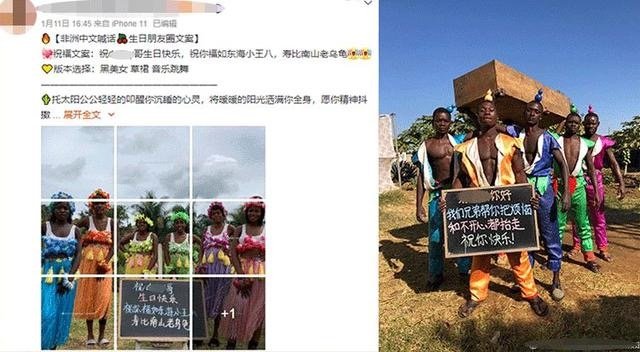 1月11日 16:45 来自 iPhone 11 已编辑
【非洲中文喊话 生日朋友圈文案】
祝福文案：祝 哥生日快乐，祝你福如东海小王八，寿比南山老乌龟
版本选择：黑美女 草裙 音乐跳舞
托太阳公公轻轻的叩醒你沉睡的心灵，将暖暖的阳光洒满你全身，愿你精神抖
擞 ... 展开全文
祝 哥
生日快乐
祝你福如东海小王八
寿比南山老乌龟
+1
你好
我们兄弟帮你把烦恼
和不开心都抬走
祝你快乐!